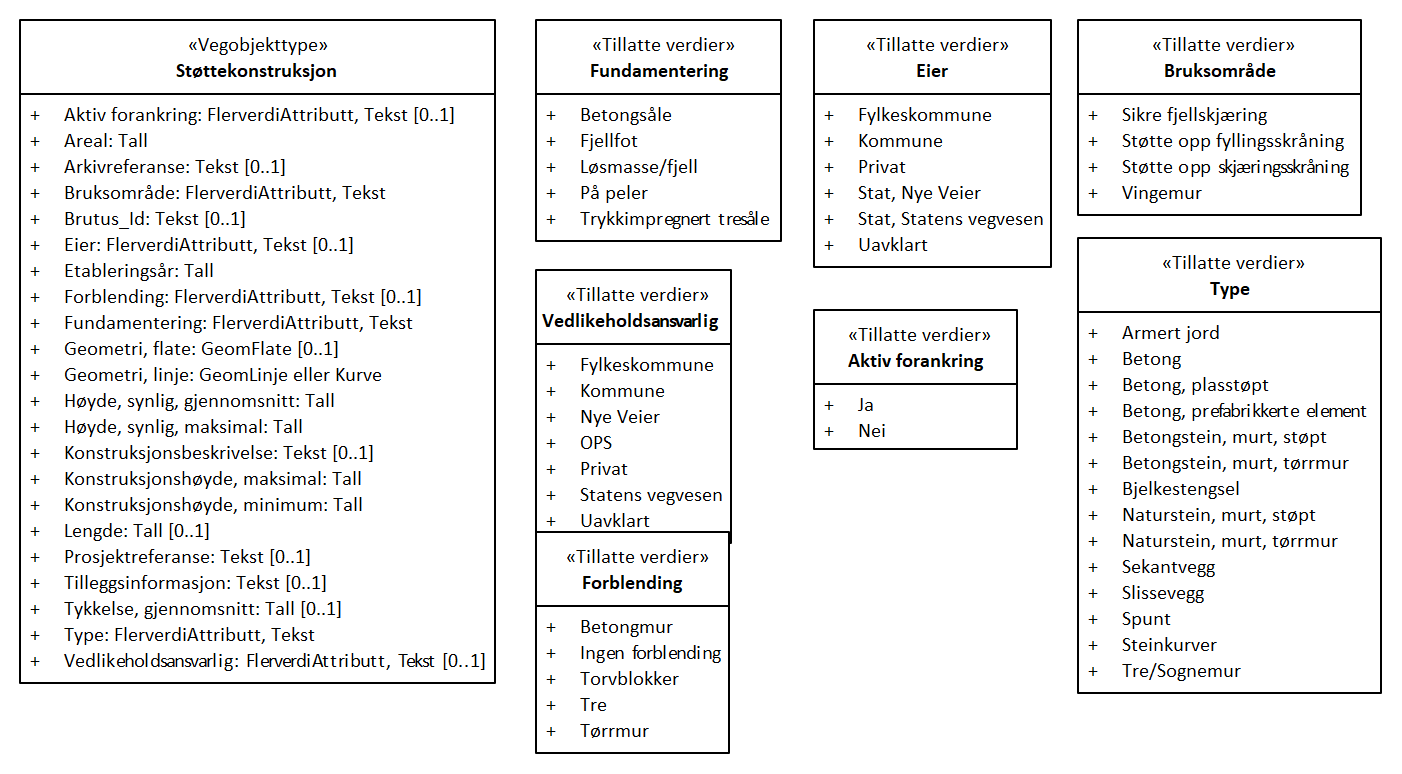 «Vegobjekttype»
Støttekonstruksjon
+ Aktiv forankring: FlerverdiAttributt, Tekst [0..1]
+ Areal: Tall
+ Arkivreferanse: Tekst [0..1]
+ Bruksområde: FlerverdiAttributt, Tekst
+ Brutus_Id: Tekst [0..1]
+ Eier: FlerverdiAttributt, Tekst [0..1]
+ Etableringsår: Tall
+ Forblending: FlerverdiAttributt, Tekst [0..1]
+ Fundamentering: FlerverdiAttributt, Tekst
+ Geometri, flate: GeomFlate [0..1]
+ Geometri, linje: GeomLinje eller Kurve
+ Høyde, synlig, gjennomsnitt: Tall
+ Høyde, synlig, maksimal: Tall
+ Konstruksjonsbeskrivelse: Tekst [0..1]
+ Konstruksjonshøyde, maksimal: Tall
+ Konstruksjonshøyde, minimum: Tall
+ Lengde: Tall [0..1]
+ Prosjektreferanse: Tekst [0..1]
+ Tilleggsinformasjon: Tekst [0..1]
+ Tykkelse, gjennomsnitt: Tall [0..1]
+ Type: FlerverdiAttributt, Tekst
+ Vedlikeholdsansvarlig: FlerverdiAttributt, Tekst [0..1]
«Tillatte verdier»
Fundamentering
+ Betongsåle
+ Fjellfot
+ Løsmasse/fjell
+ På peler
+ Trykkimpregnert tresåle
«Tillatte verdier»
Vedlikeholdsansvarlig
+ Fylkeskommune
+ Kommune
+ Nye Veier
+ OPS
+ Privat
+ Statens vegvesen
+ Uavklart
«Tillatte verdier»
Forblending
+ Betongmur
+ Ingen forblending
+ Torvblokker
+ Tre
+ Tørrmur
«Tillatte verdier»
Eier
+ Fylkeskommune
+ Kommune
+ Privat
+ Stat, Nye Veier
+ Stat, Statens vegvesen
+ Uavklart
«Tillatte verdier»
Aktiv forankring
+ Ja
+ Nei
«Tillatte verdier»
Bruksområde
+ Sikre fjellskjæring
+ Støtte opp fyllingsskråning
+ Støtte opp skjæringsskråning
+ Vingemur
«Tillatte verdier»
Type
+ Armert jord
+ Betong
+ Betong, plasstøpt
+ Betong, prefabrikkerte element
+ Betongstein, murt, støpt
+ Betongstein, murt, tørrmur
+ Bjelkestengsel
+ Naturstein, murt, støpt
+ Naturstein, murt, tørrmur
+ Sekantvegg
+ Slissevegg
+ Spunt
+ Steinkurver
+ Tre/Sognemur